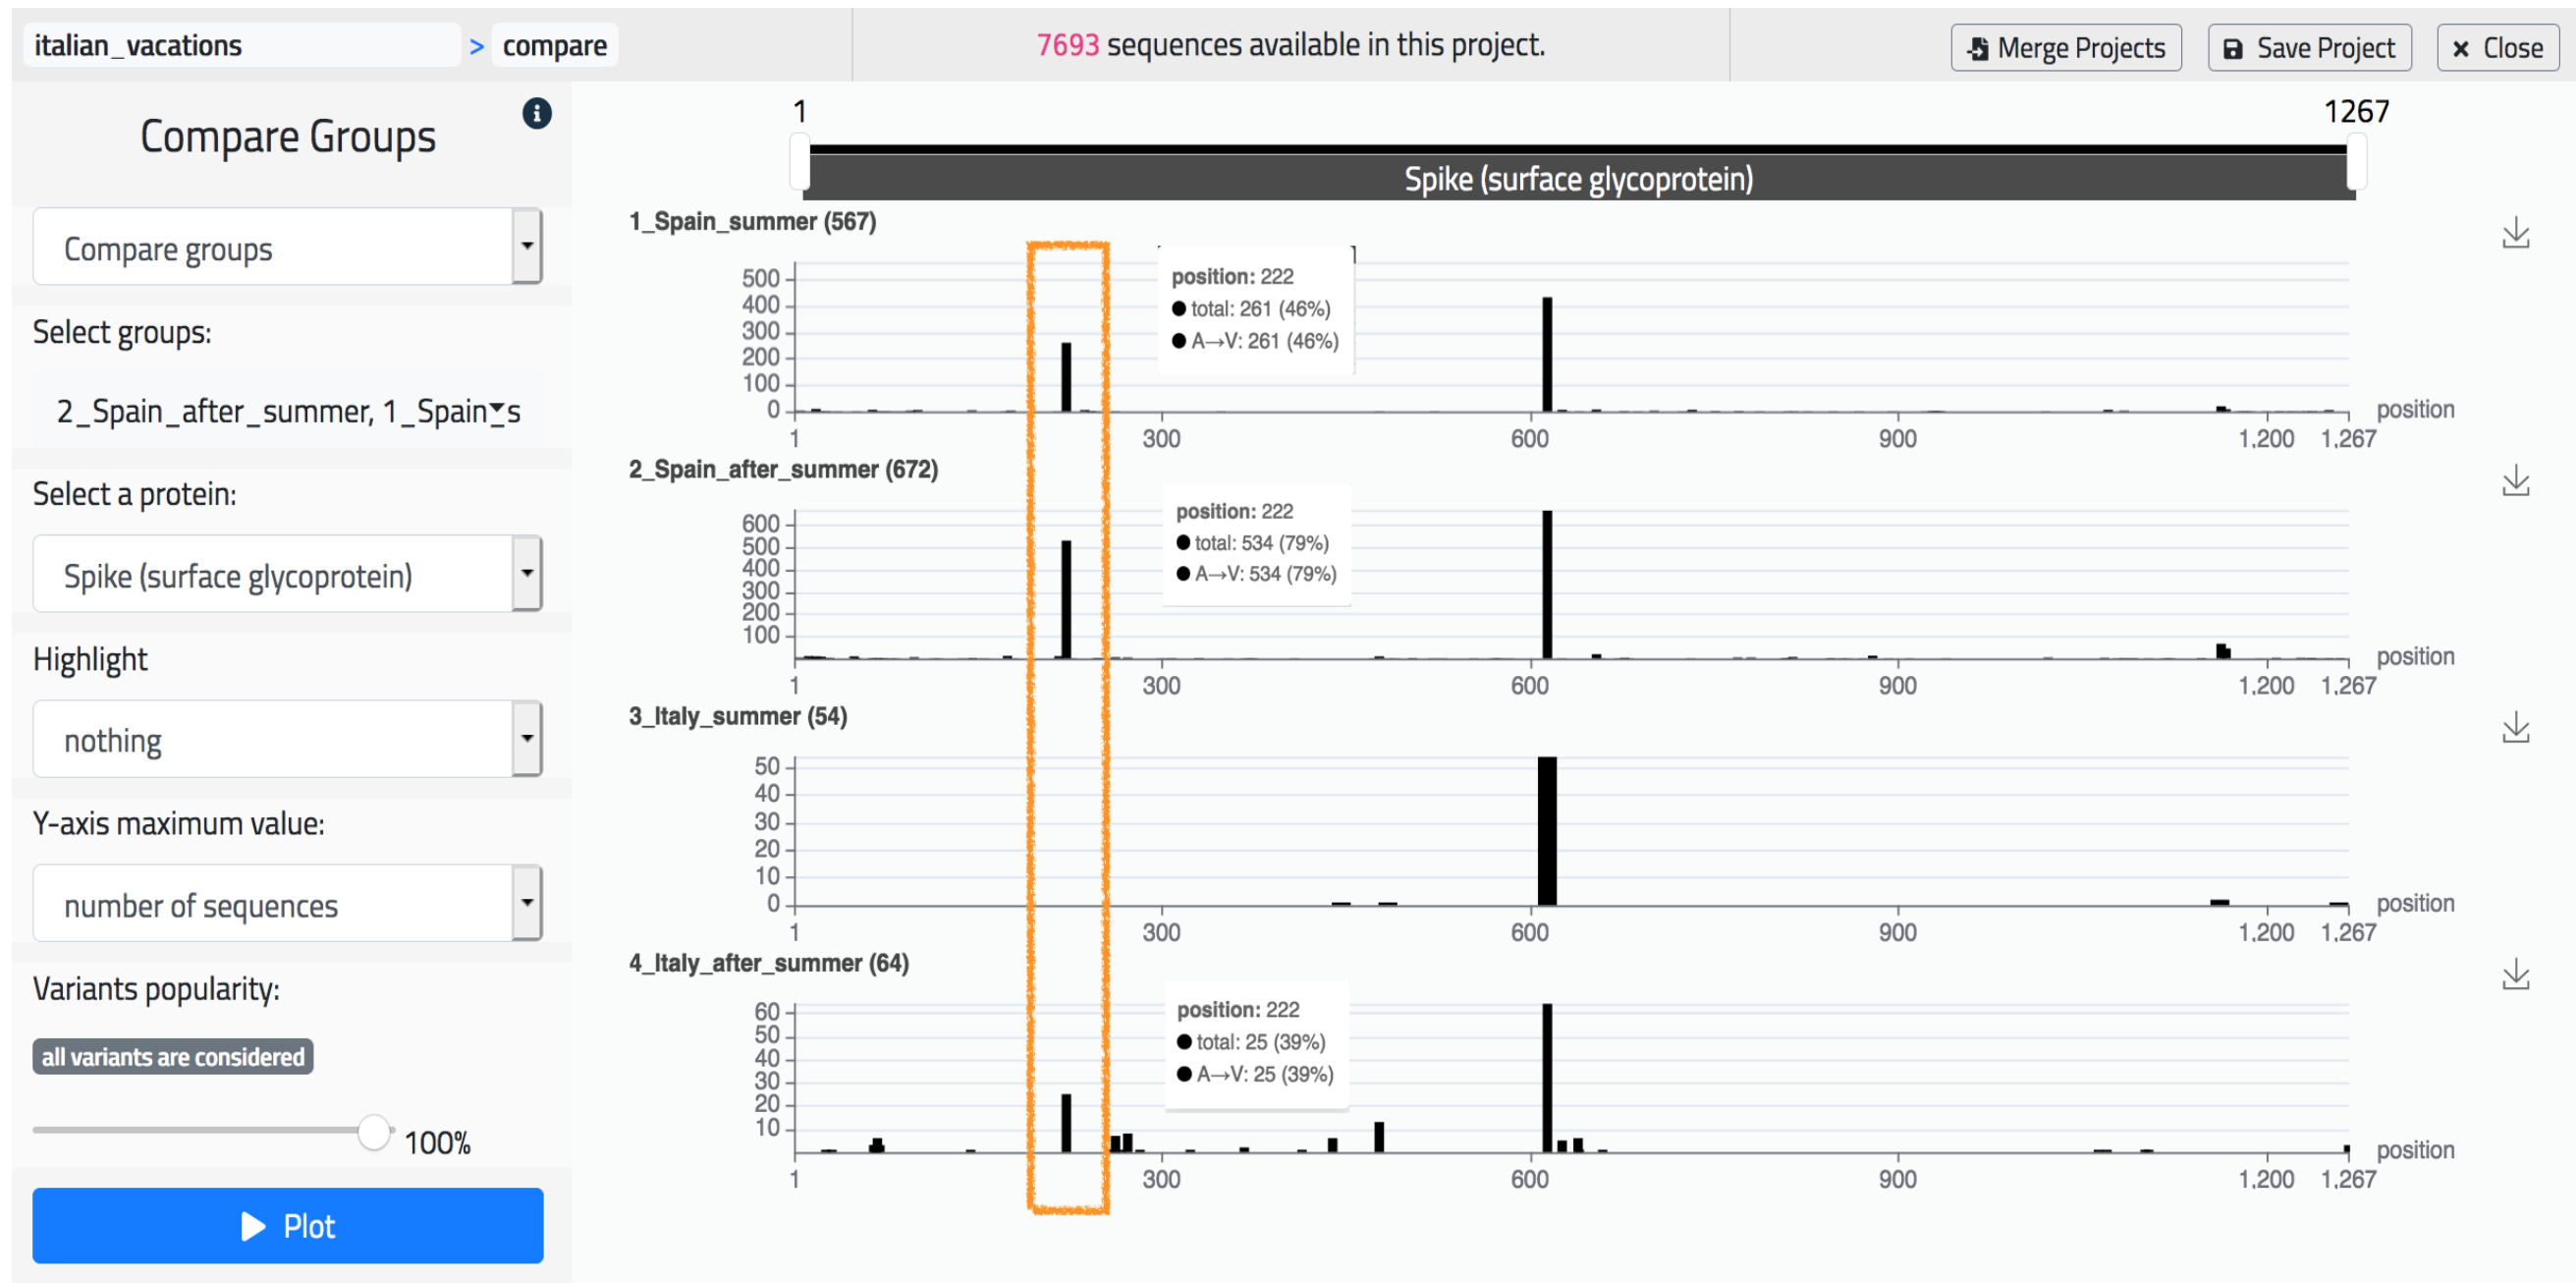 italian_vacations > compare
7693 sequences available in this project.
Merge Projects
Save Project
× Close
Compare Groups
i
Compare groups
Select groups:
2_Spain_after_summer, 1_Spain_s
Select a protein:
Spike (surface glycoprotein)
Highlight
nothing
Y-axis maximum value:
number of sequences
Variants popularity:
all variants are considered
100%
Plot
1 1267
Spike (surface glycoprotein)
1_Spain_summer (567)
500
400
300
200
100
0
position: 222
total: 261 (46%)
A→V: 261 (46%)
position
1 300 600 900 1,200 1,267
2_Spain_after_summer (672)
600
500
400
300
200
100
position: 222
total: 534 (79%)
A→V: 534 (79%)
position
1 300 600 900 1,200 1,267
3_Italy_summer (54)
50
40
30
20
10
0
position
1 300 600 900 1,200 1,267
4_Italy_after_summer (64)
60
50
40
30
20
10
position: 222
total: 25 (39%)
A→V: 25 (39%)
position
1 300 600 900 1,200 1,267